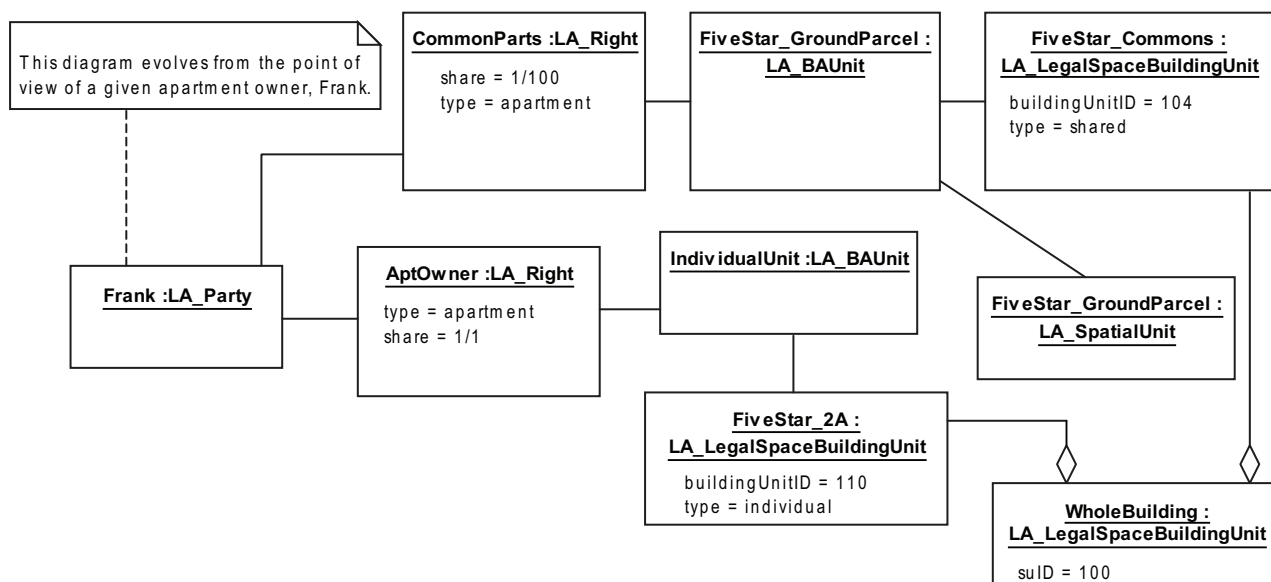 This diagram evolves from the point of
view of a given apartment owner, Frank.
CommonParts :LA_Right
share = 1/100
type = apartment
FiveStar_GroundParcel :
LA_BAUnit
FiveStar_Commons :
LA_LegalSpaceBuildingUnit
buildingUnitID = 104
type = shared
Frank :LA_Party
AptOwner :LA_Right
type = apartment
share = 1/1
IndividualUnit :LA_BAUnit
FiveStar_GroundParcel :
LA_SpatialUnit
FiveStar_2A :
LA_LegalSpaceBuildingUnit
buildingUnitID = 110
type = individual
WholeBuilding :
LA_LegalSpaceBuildingUnit
suID = 100